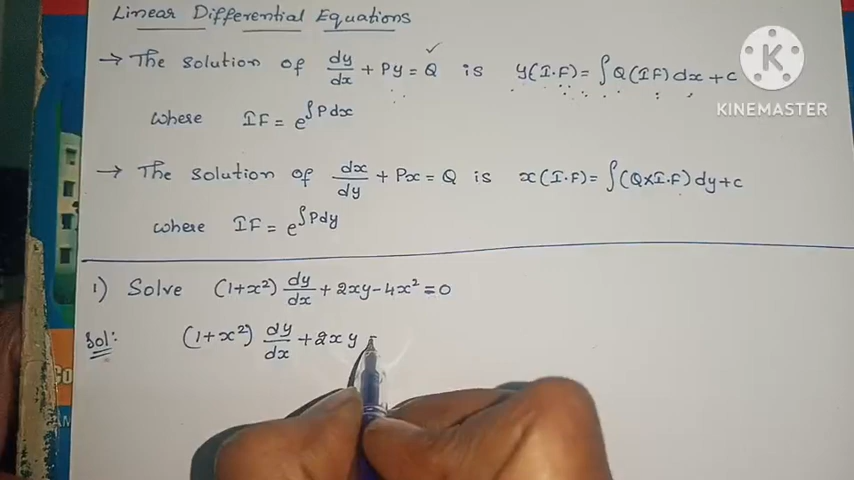 Linear Differential Equations
→ The solution of dy/dx + Py = Q is y(I.F) = ∫Q(IF)dx + c
where IF = e^∫Pdx
→ The solution of dx/dy + Px = Q is x(I.F) = ∫(Q×I.F)dy + c
where IF = e^∫Pdy
1) Solve (1+x²) dy/dx + 2xy - 4x² = 0
Sol: (1+x²) dy/dx + 2xy =
K
KINEMASTER